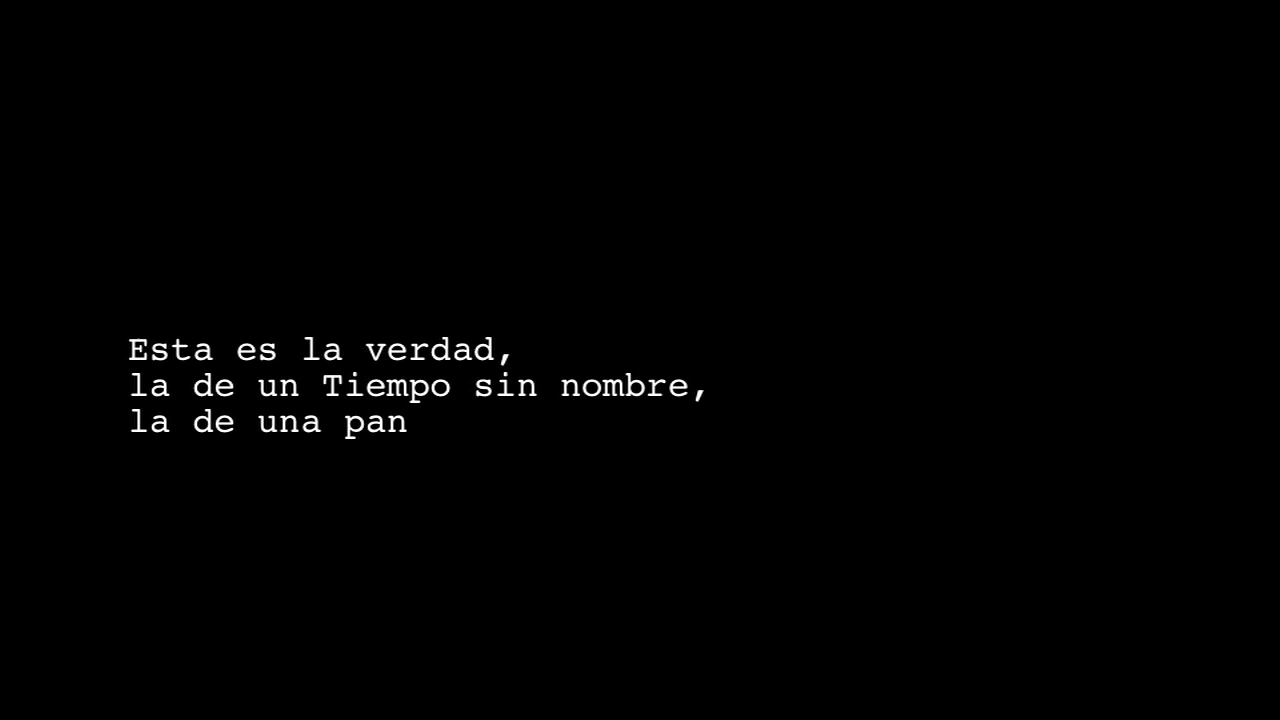 Esta es la verdad,
la de un Tiempo sin nombre,
la de una pan